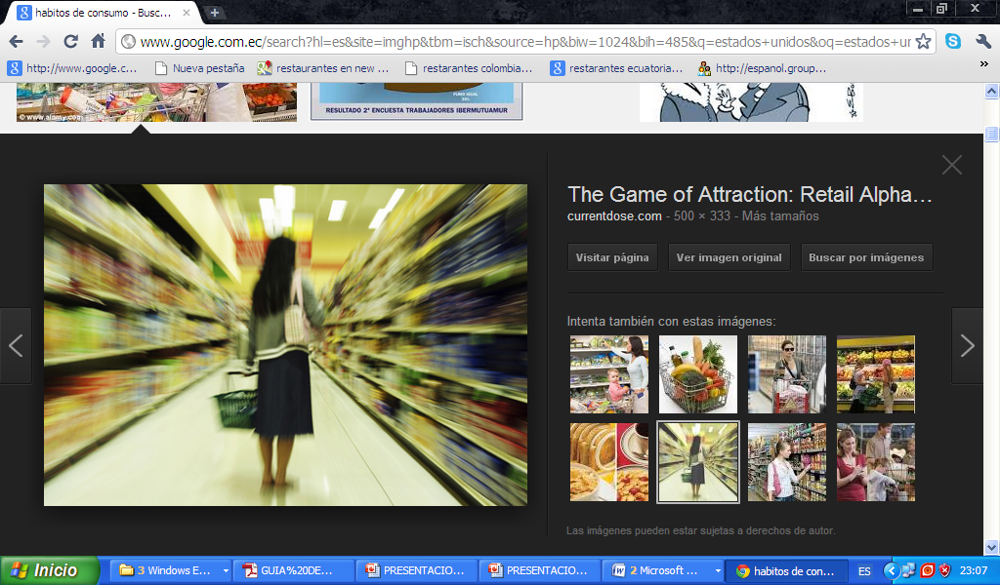 habitos de consumo - Busc...
www.google.com.ec/search?hl=es&site=imghp&tbm=isch&source=hp&biw=1024&bih=485&q=estados+unidos&oq=estados+ur
http://www.google.c...
Nueva pestaña
restaurantes en new ...
restarantes colombia...
restarantes ecuatoria...
http://espanol.group...
»
© www.alamy.com
RESULTADO 2ª ENCUESTA TRABAJADORES IBERMUTUAMUR
The Game of Attraction: Retail Alpha…
currentdose.com - 500 × 333 - Más tamaños
Visitar página
Ver imagen original
Buscar por imágenes
Intenta también con estas imágenes:
Las imágenes pueden estar sujetas a derechos de autor.
Inicio
3 Windows E...
GUIA%20DE...
PRESENTACIO...
PRESENTACIO...
2 Microsoft ...
habitos de con...
ES
23:07